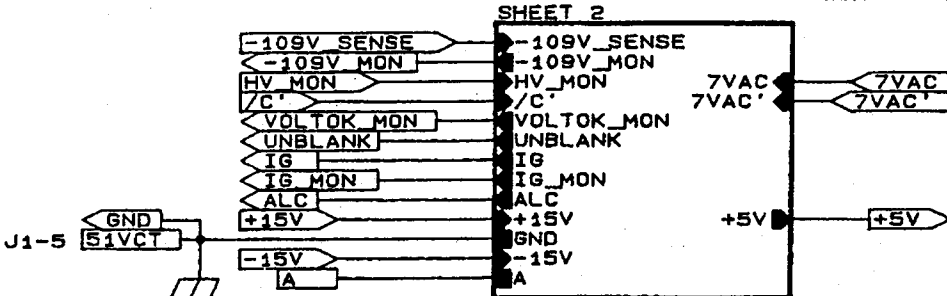 SHEET 2
-109V_SENSE -109V_SENSE
-109V_MON -109V_MON
HV_MON HV_MON 7VAC 7VAC
/C' /C' 7VAC' 7VAC'
VOLTOK_MON VOLTOK_MON
UNBLANK UNBLANK
IG IG
IG_MON IG_MON
ALC ALC
+15V +15V +5V +5V
GND
J1-5 51VCT GND
-15V -15V
A A